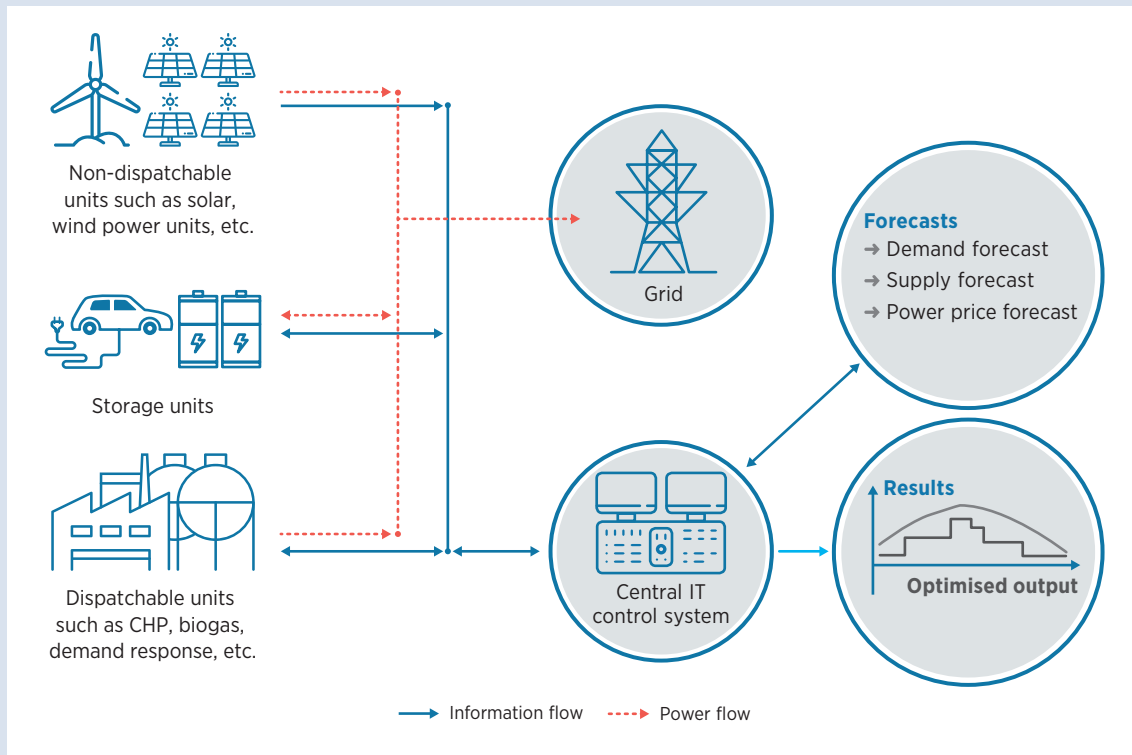 Non-dispatchable
units such as solar,
wind power units, etc.
Storage units
Dispatchable units
such as CHP, biogas,
demand response, etc.
Grid
Central IT
control system
Forecasts
→ Demand forecast
→ Supply forecast
→ Power price forecast
Results
Optimised output
Information flow
Power flow